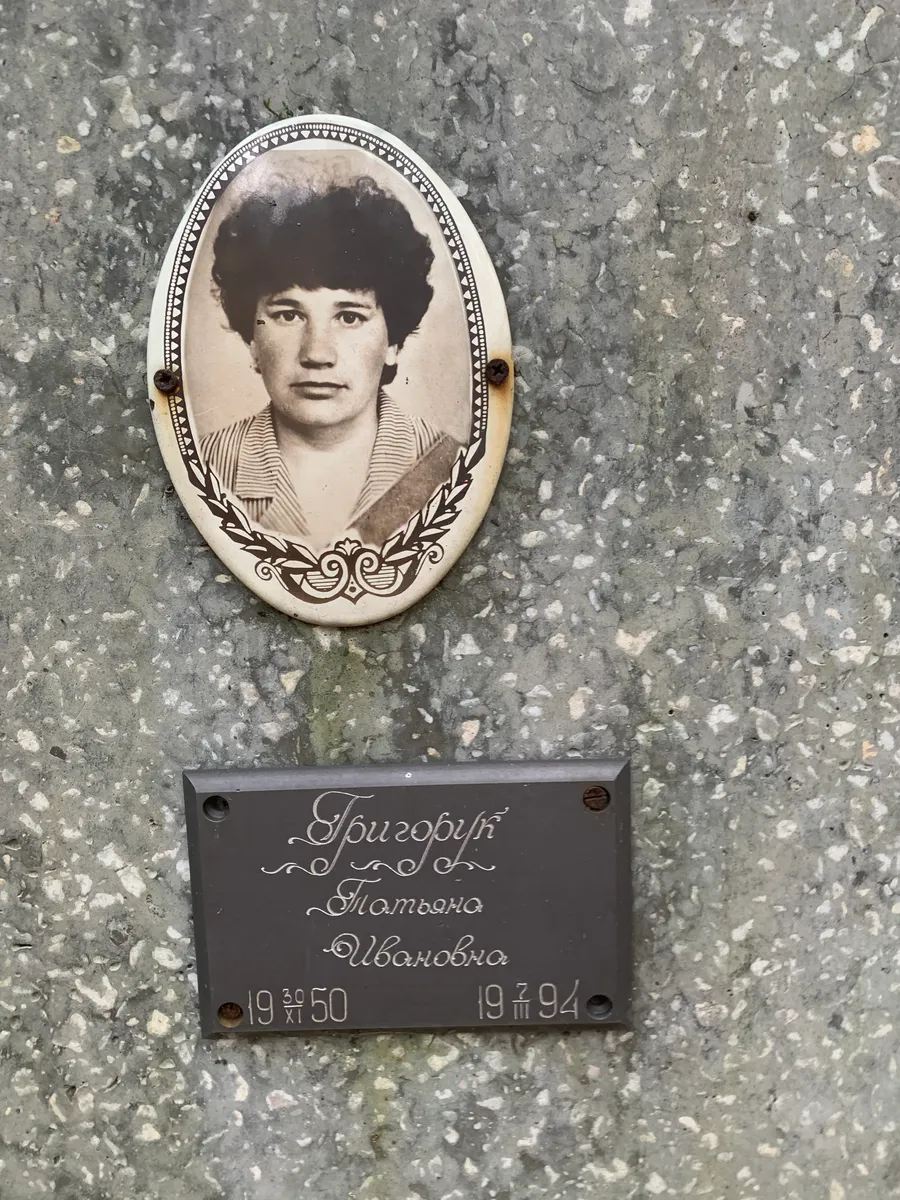 Григорук
Татьяна
Ивановна
19 30/XI 50 19 7/III 94